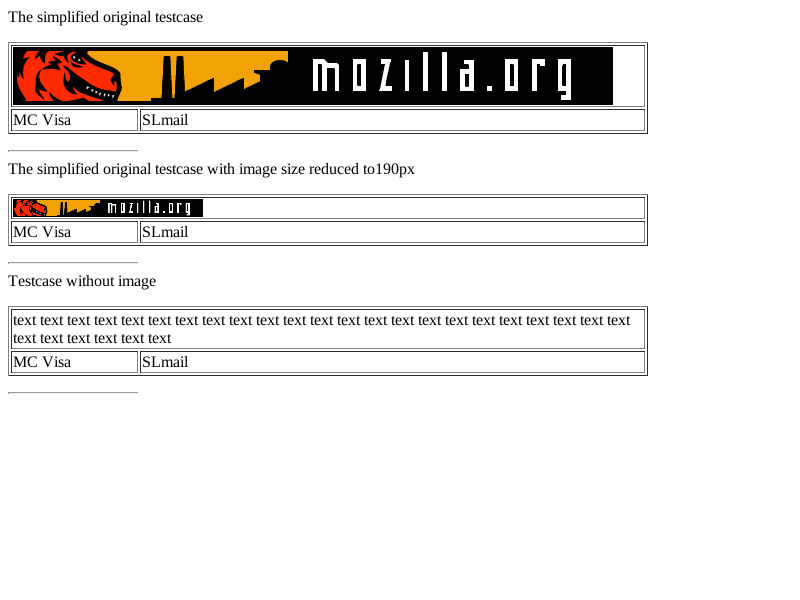 The simplified original testcase
mozilla.org
MC Visa
SLmail
The simplified original testcase with image size reduced to190px
mozilla.org
MC Visa
SLmail
Testcase without image
text text text text text text text text text text text text text text text text text text text text text text text
text text text text text text
MC Visa
SLmail